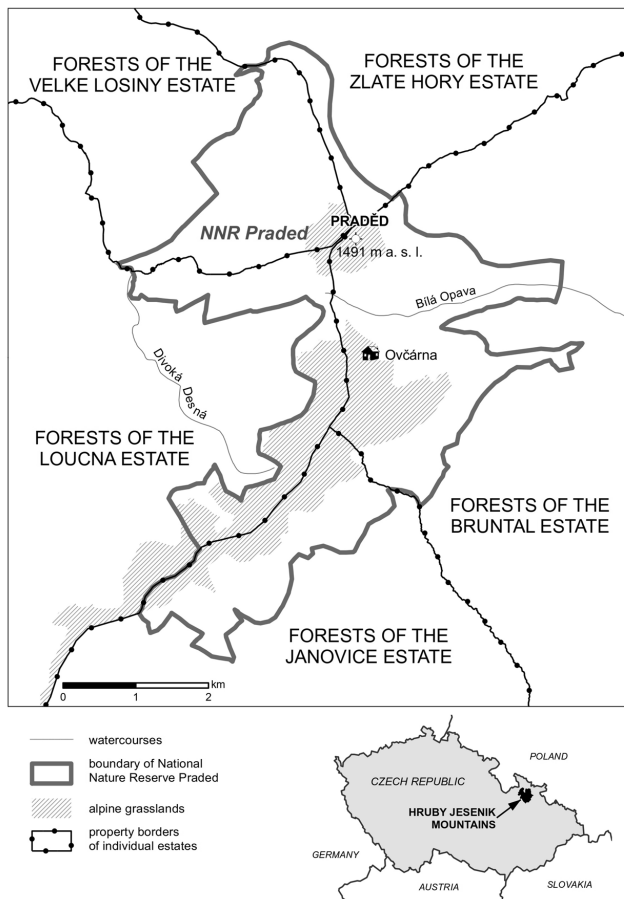 FORESTS OF THE
VELKE LOSINY ESTATE
FORESTS OF THE
ZLATE HORY ESTATE
PRADĚD
NNR Praded
1491 m a. s. l.
Bílá Opava
Ovčárna
Divoká Desná
FORESTS OF THE
LOUCNA ESTATE
FORESTS OF THE
BRUNTAL ESTATE
FORESTS OF THE
JANOVICE ESTATE
km
0 1 2
watercourses
boundary of National
Nature Reserve Praded
alpine grasslands
property borders
of individual estates
POLAND
CZECH REPUBLIC
HRUBY JESENIK
MOUNTAINS
GERMANY
AUSTRIA
SLOVAKIA